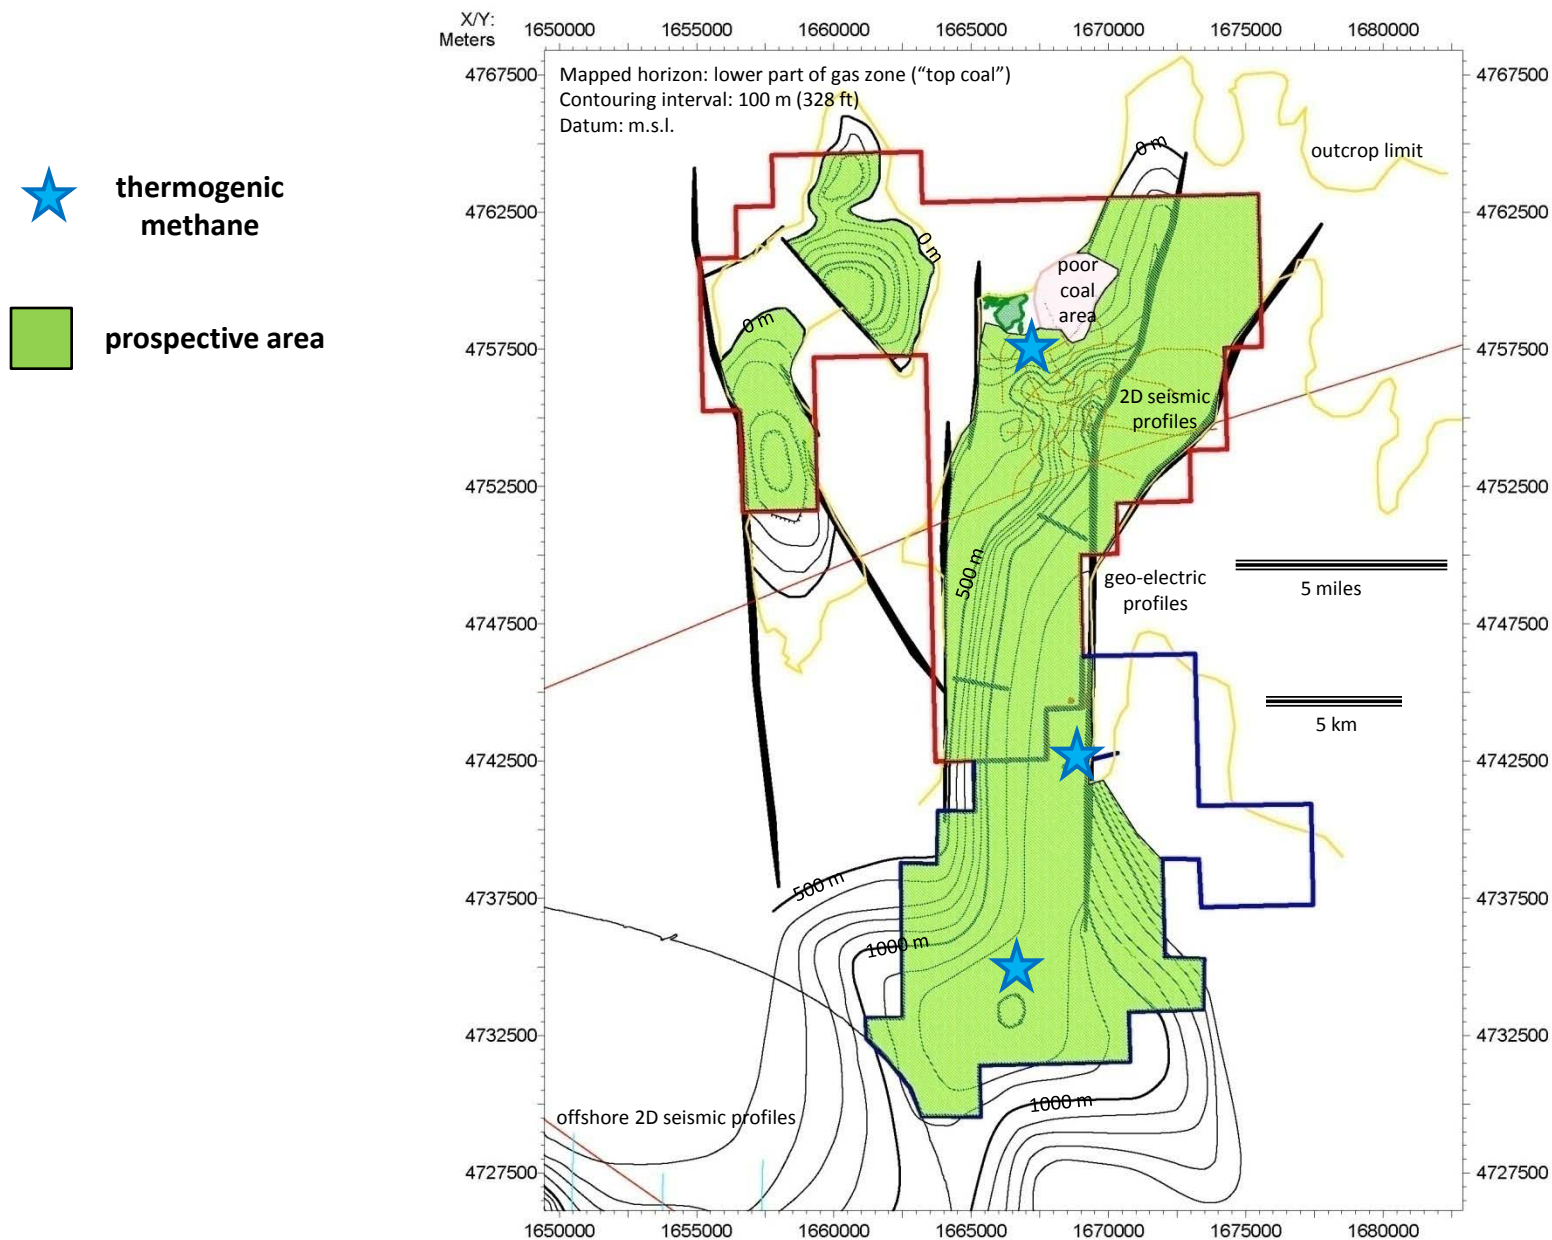 X/Y:
Meters
1650000 1655000 1660000 1665000 1670000 1675000 1680000
4767500 4767500
Mapped horizon: lower part of gas zone (“top coal”)
Contouring interval: 100 m (328 ft)
Datum: m.s.l.
0 m
outcrop limit
thermogenic
methane
4762500 4762500
0 m
poor
coal
area
0 m
prospective area
4757500 4757500
2D seismic
profiles
4752500 4752500
500 m
geo-electric
profiles
5 miles
4747500 4747500
5 km
4742500 4742500
500 m
4737500 4737500
1000 m
4732500 4732500
1000 m
offshore 2D seismic profiles
4727500 4727500
1650000 1655000 1660000 1665000 1670000 1675000 1680000